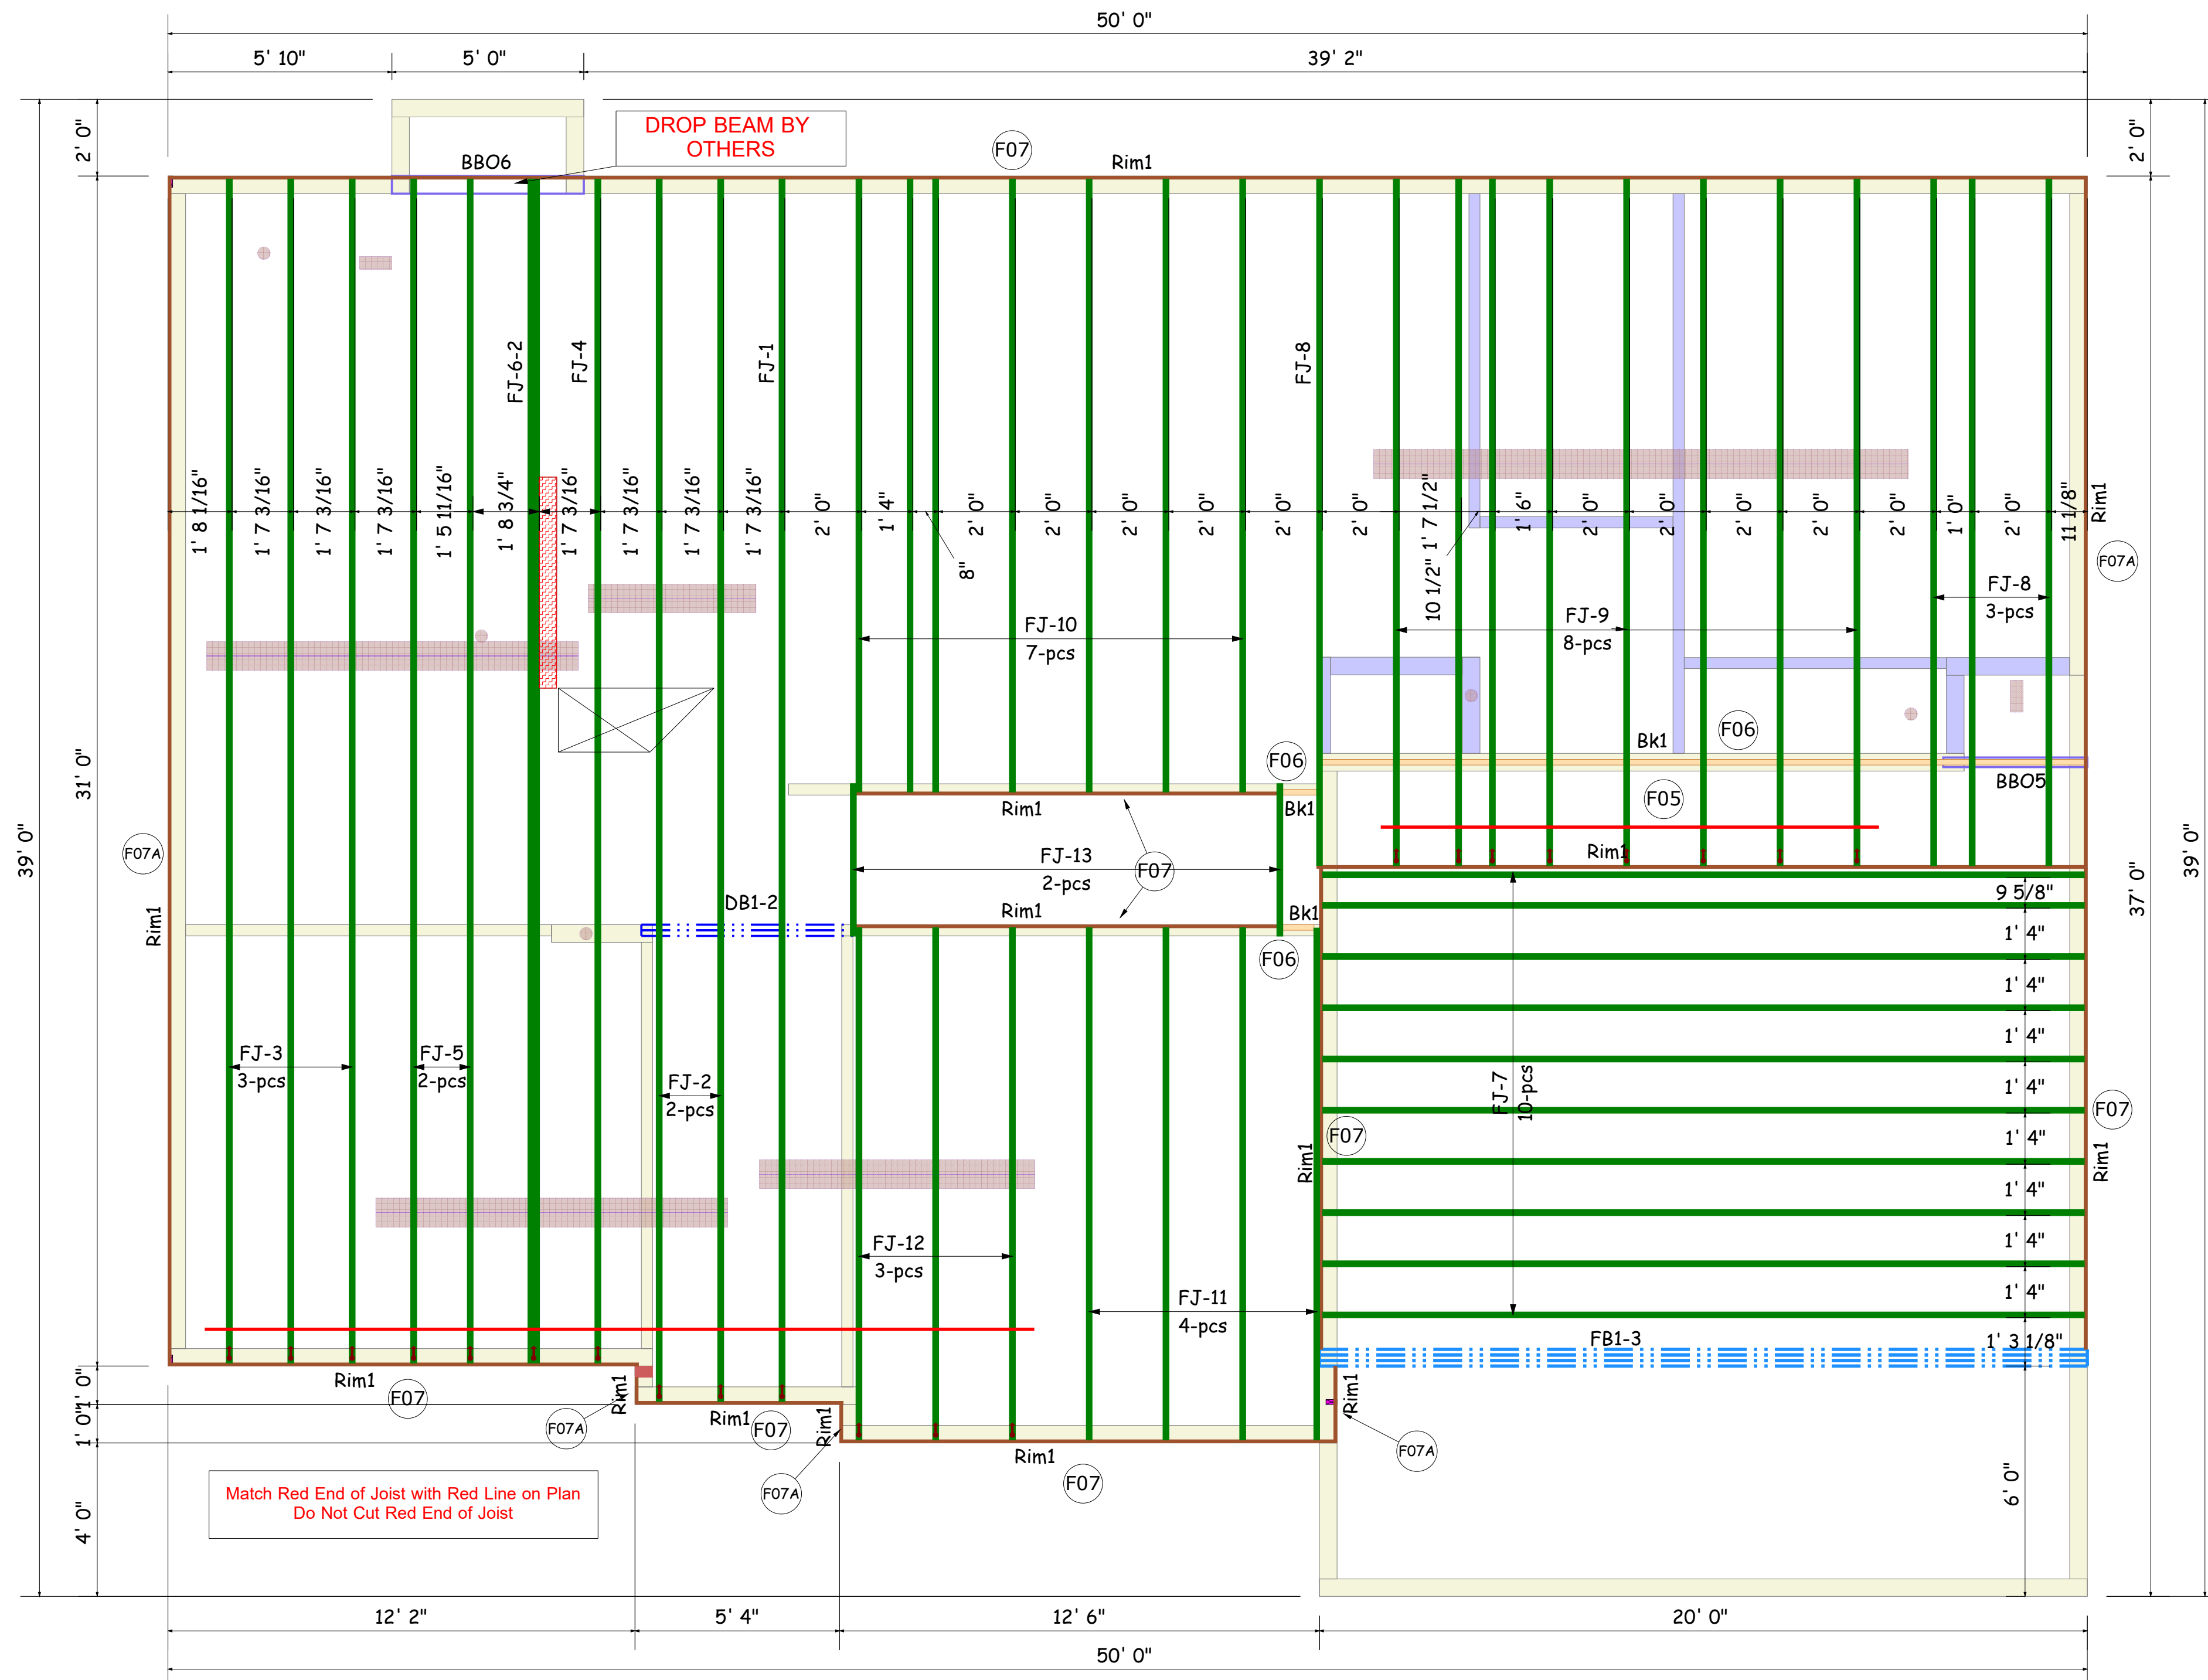 50' 0"
5' 10"
5' 0"
39' 2"
2' 0"
DROP BEAM BY
OTHERS
BBO6
F07
Rim1
2' 0"
FJ-6-2
FJ-4
FJ-1
FJ-8
1' 8 1/16"
1' 7 3/16"
1' 7 3/16"
1' 7 3/16"
1' 5 11/16"
1' 8 3/4"
1' 7 3/16"
1' 7 3/16"
1' 7 3/16"
1' 7 3/16"
2' 0"
1' 4"
8"
2' 0"
2' 0"
2' 0"
2' 0"
2' 0"
2' 0"
10 1/2"
1' 7 1/2"
1' 6"
2' 0"
2' 0"
2' 0"
2' 0"
2' 0"
1' 0"
2' 0"
11 1/8"
Rim1
F07A
FJ-10
7-pcs
FJ-9
8-pcs
FJ-8
3-pcs
31' 0"
39' 0"
F07A
Rim1
F06
Bk1
F06
Bk1
BBO5
F05
Rim1
Rim1
FJ-13
2-pcs
F07
DB1-2
Rim1
Bk1
F06
37' 0"
39' 0"
9 5/8"
1' 4"
1' 4"
1' 4"
1' 4"
1' 4"
1' 4"
1' 4"
1' 4"
1' 3 1/8"
FJ-3
3-pcs
FJ-5
2-pcs
FJ-2
2-pcs
FJ-7
10-pcs
F07
Rim1
F07
Rim1
FJ-12
3-pcs
FJ-11
4-pcs
FB1-3
Rim1
F07
Rim1
F07A
Rim1
F07
Rim1
F07A
Rim1
F07
Rim1
F07A
1' 0"
1' 0"
4' 0"
6' 0"
Match Red End of Joist with Red Line on Plan
Do Not Cut Red End of Joist
12' 2"
5' 4"
12' 6"
20' 0"
50' 0"